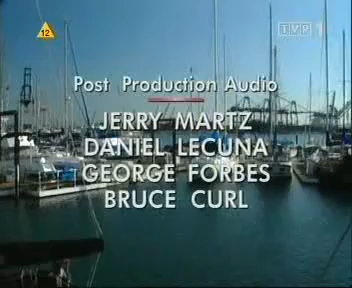 12
TVP 1
Post Production Audio
JERRY MARTZ
DANIEL LECUNA
GEORGE FORBES
BRUCE CURL